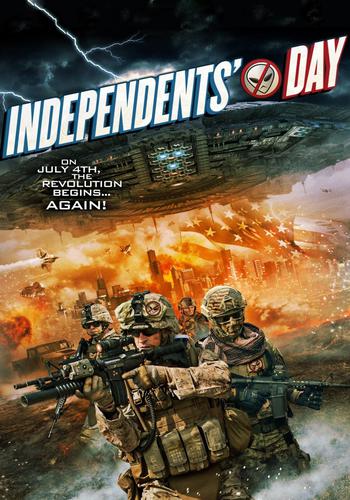 INDEPENDENTS' DAY
ON
JULY 4TH,
THE
REVOLUTION
BEGINS...
AGAIN!